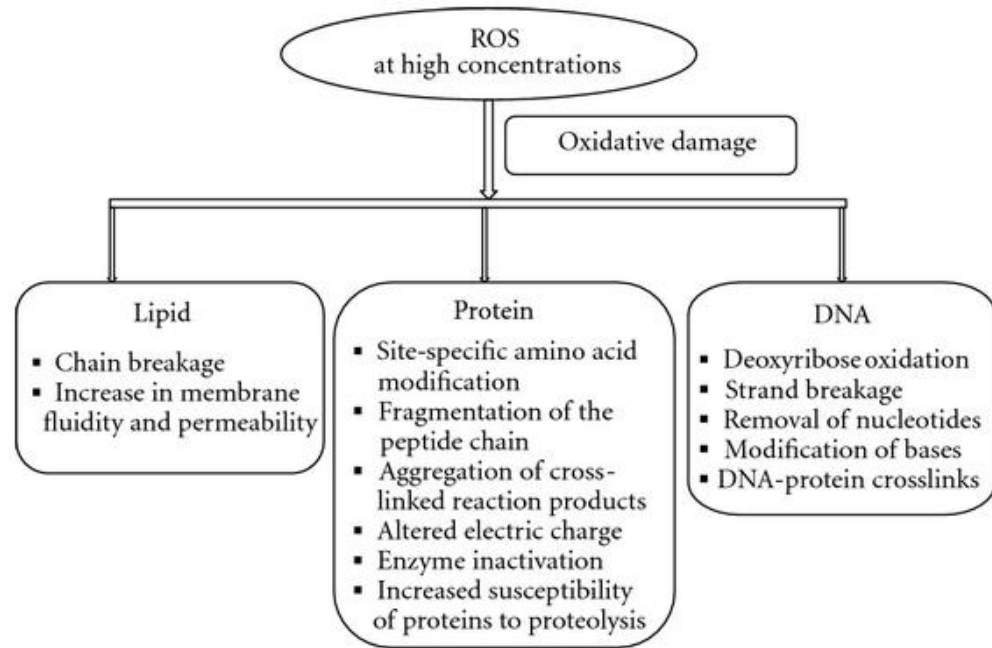 ROS
at high concentrations
Oxidative damage
Lipid
▪ Chain breakage
▪ Increase in membrane
fluidity and permeability
Protein
▪ Site-specific amino acid
modification
▪ Fragmentation of the
peptide chain
▪ Aggregation of cross-
linked reaction products
▪ Altered electric charge
▪ Enzyme inactivation
▪ Increased susceptibility
of proteins to proteolysis
DNA
▪ Deoxyribose oxidation
▪ Strand breakage
▪ Removal of nucleotides
▪ Modification of bases
▪ DNA-protein crosslinks